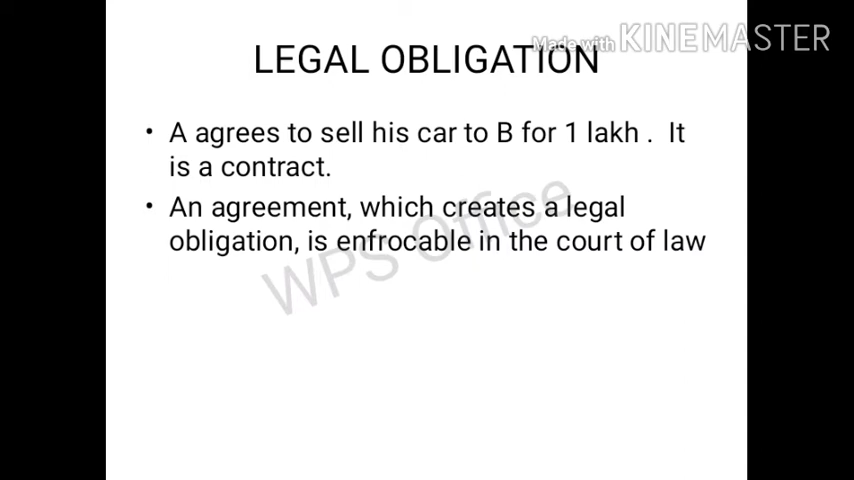 Made with KINEMASTER
LEGAL OBLIGATION
• A agrees to sell his car to B for 1 lakh . It
is a contract.
• An agreement, which creates a legal
obligation, is enfrocable in the court of law
WPS Office